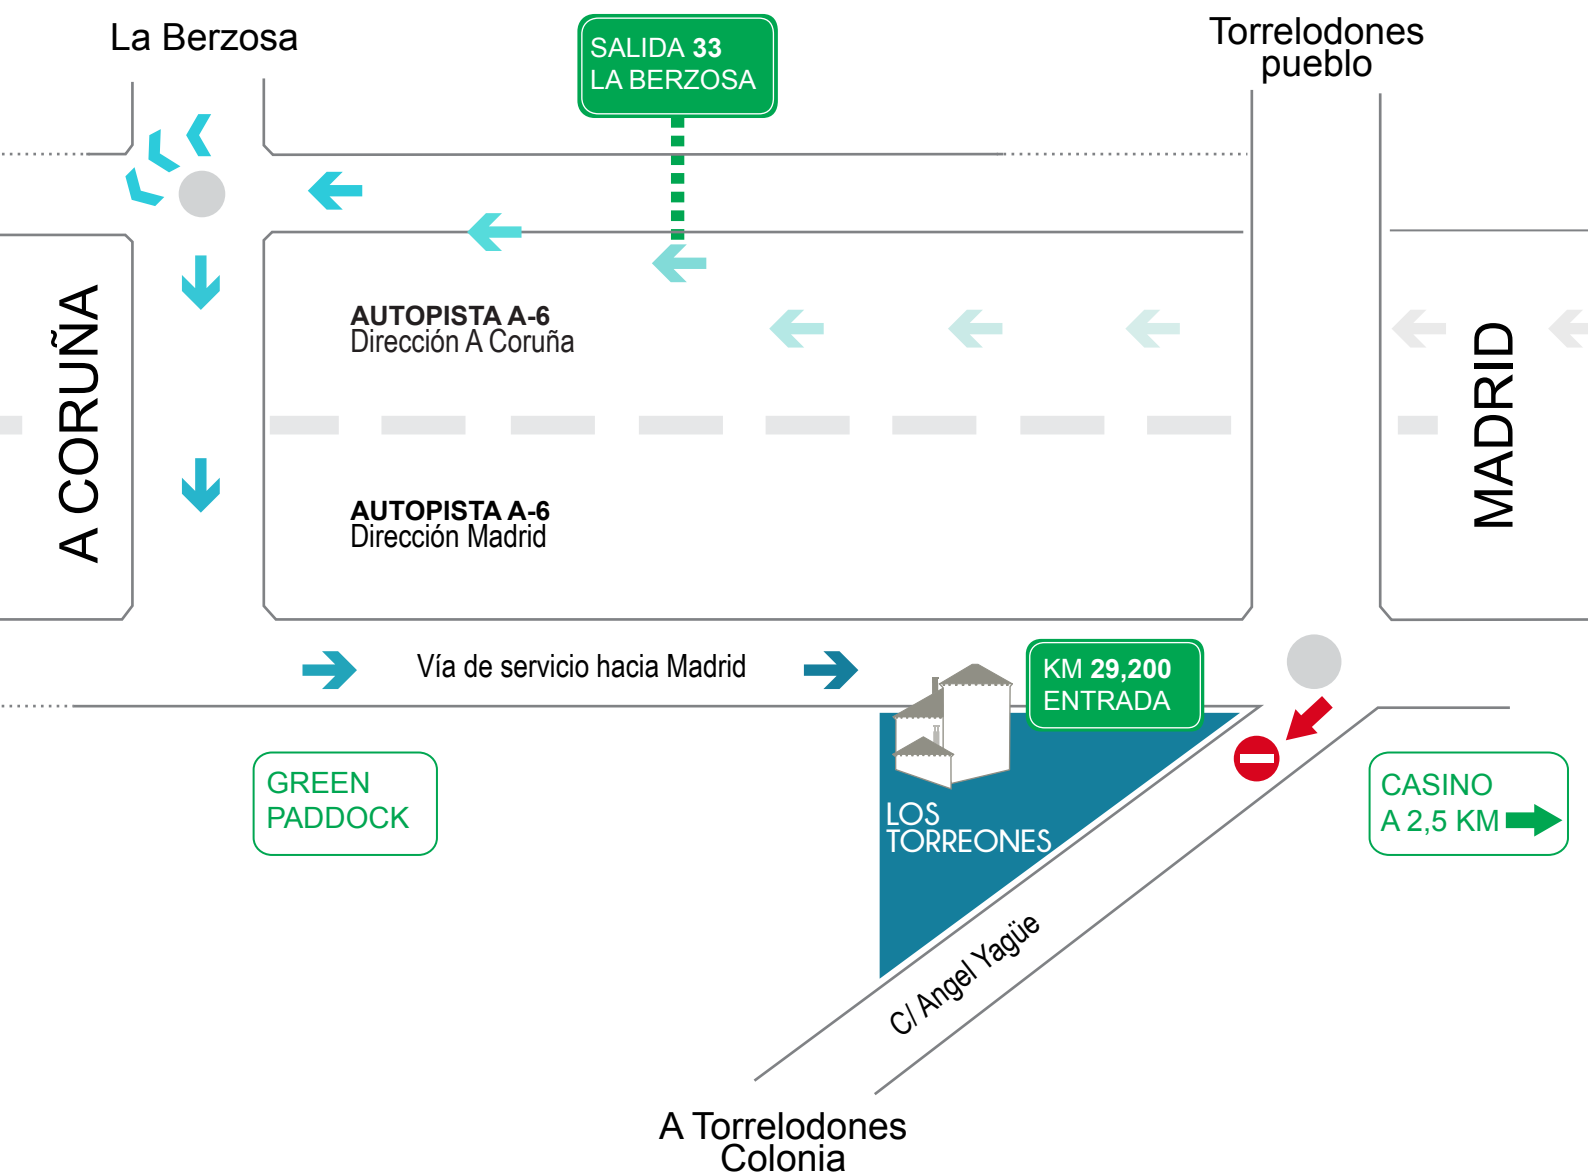 La Berzosa
SALIDA 33
LA BERZOSA
Torrelodones
pueblo
A CORUÑA
AUTOPISTA A-6
Dirección A Coruña
MADRID
AUTOPISTA A-6
Dirección Madrid
Vía de servicio hacia Madrid
KM 29,200
ENTRADA
GREEN
PADDOCK
LOS
TORREONES
CASINO
A 2,5 KM
C/ Angel Yagüe
A Torrelodones
Colonia